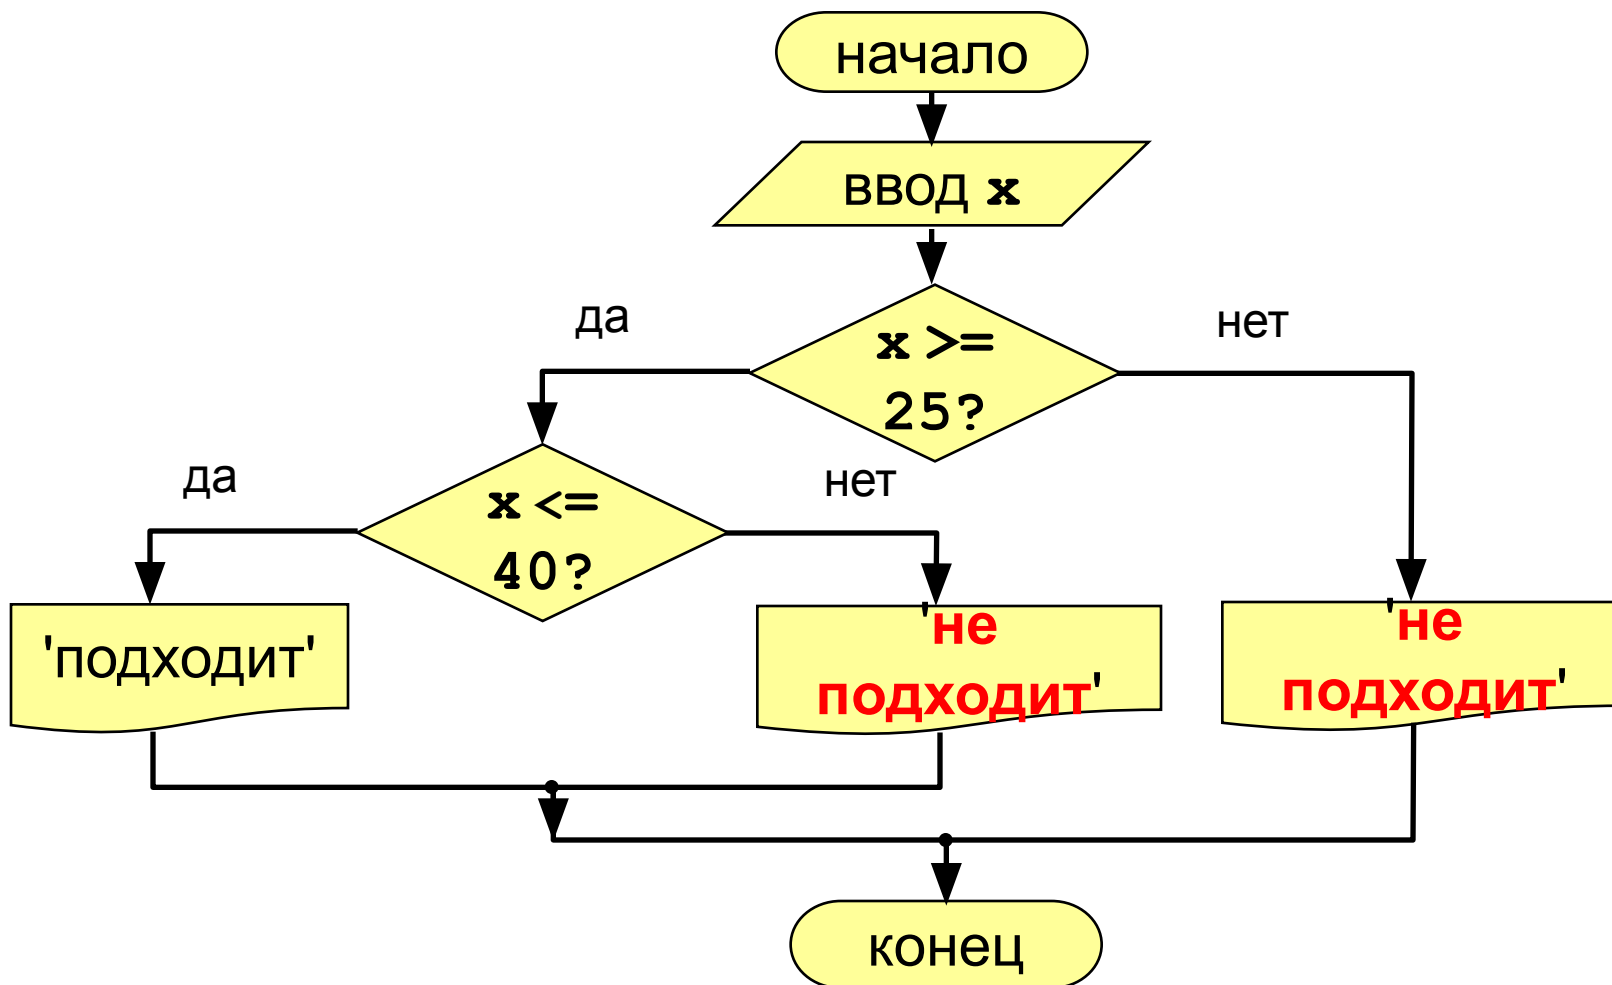 начало
ввод x
да
нет
x >=
25?
да
нет
x <=
40?
'подходит'
'не
подходит'
'не
подходит'
конец